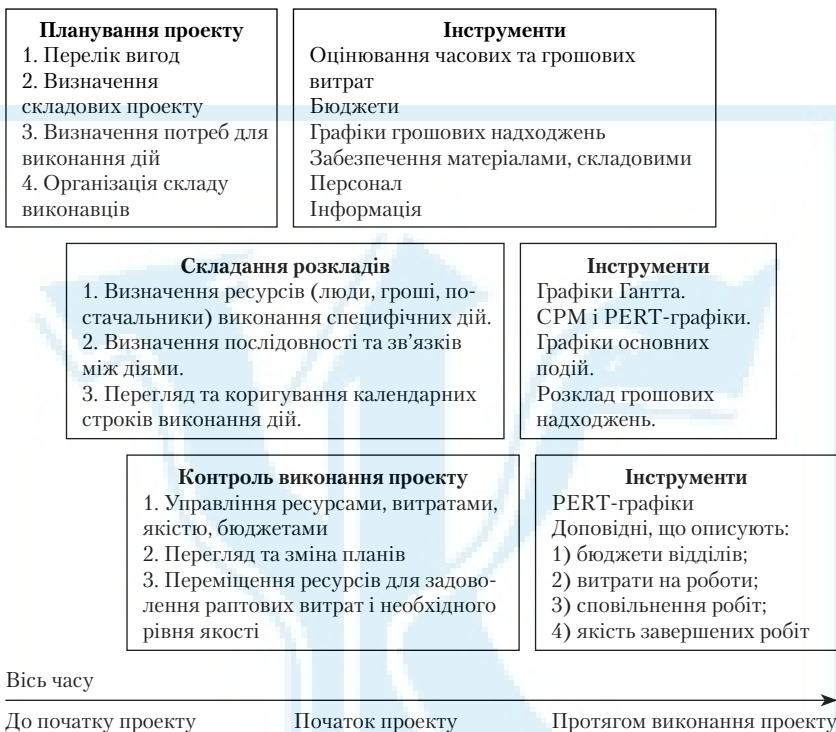 Планування проекту
1. Перелік вигод
2. Визначення
складових проекту
3. Визначення потреб для
виконання дій
4. Організація складу
виконавців
Інструменти
Оцінювання часових та грошових
витрат
Бюджети
Графіки грошових надходжень
Забезпечення матеріалами, складовими
Персонал
Інформація
Складання розкладів
1. Визначення ресурсів (люди, гроші, по-
стачальники) виконання специфічних дій.
2. Визначення послідовності та зв'язків
між діями.
3. Перегляд та коригування календарних
строків виконання дій.
Інструменти
Графіки Гантта.
CPM і PERT-графіки.
Графіки основних
подій.
Розклад грошових
надходжень.
Контроль виконання проекту
1. Управління ресурсами, витратами,
якістю, бюджетами
2. Перегляд та зміна планів
3. Переміщення ресурсів для задово-
лення раптових витрат і необхідного
рівня якості
Інструменти
PERT-графіки
Доповідні, що описують:
1) бюджети відділів;
2) витрати на роботи;
3) сповільнення робіт;
4) якість завершених робіт
Вісь часу
До початку проекту Початок проекту Протягом виконання проекту